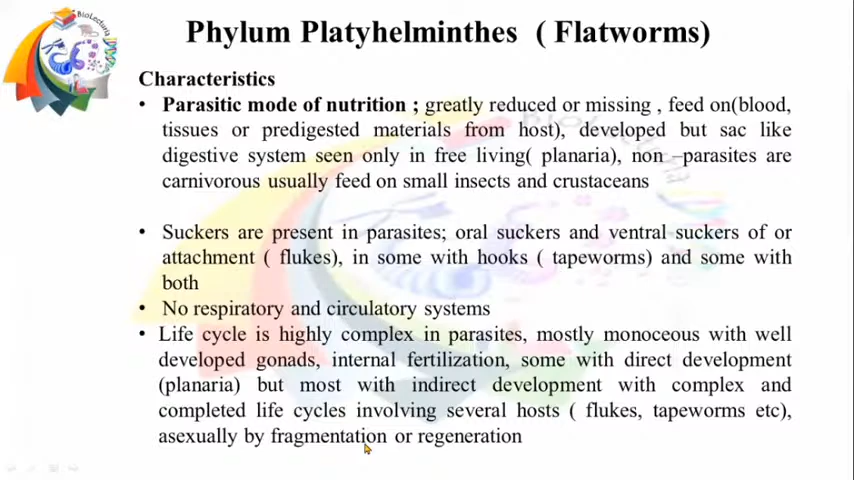 BioLecturia
Phylum Platyhelminthes ( Flatworms)
Characteristics
• Parasitic mode of nutrition ; greatly reduced or missing , feed on(blood,
tissues or predigested materials from host), developed but sac like
digestive system seen only in free living( planaria), non –parasites are
carnivorous usually feed on small insects and crustaceans
• Suckers are present in parasites; oral suckers and ventral suckers of or
attachment ( flukes), in some with hooks ( tapeworms) and some with
both
• No respiratory and circulatory systems
• Life cycle is highly complex in parasites, mostly monoceous with well
developed gonads, internal fertilization, some with direct development
(planaria) but most with indirect development with complex and
completed life cycles involving several hosts ( flukes, tapeworms etc),
asexually by fragmentation or regeneration